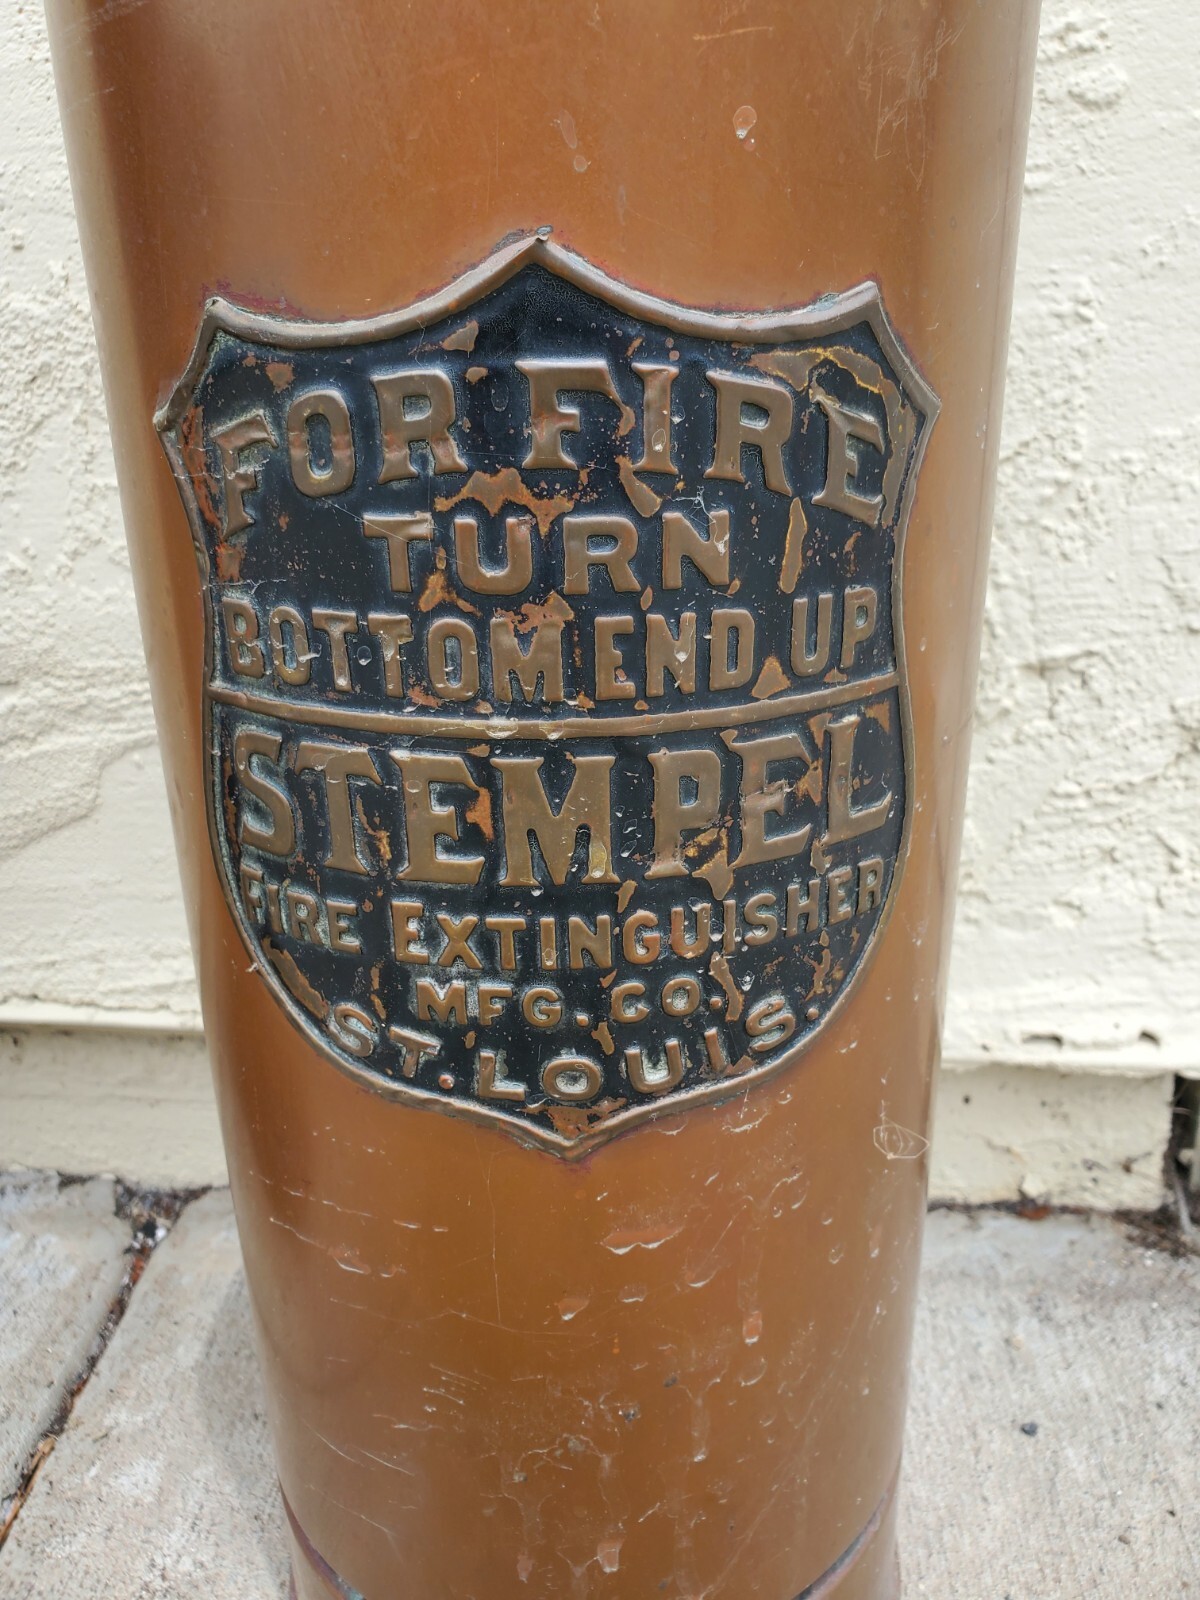 FOR FIRE
TURN
BOTTOM END UP
STEMPEL
FIRE EXTINGUISHER
MFG. CO.
ST. LOUIS.